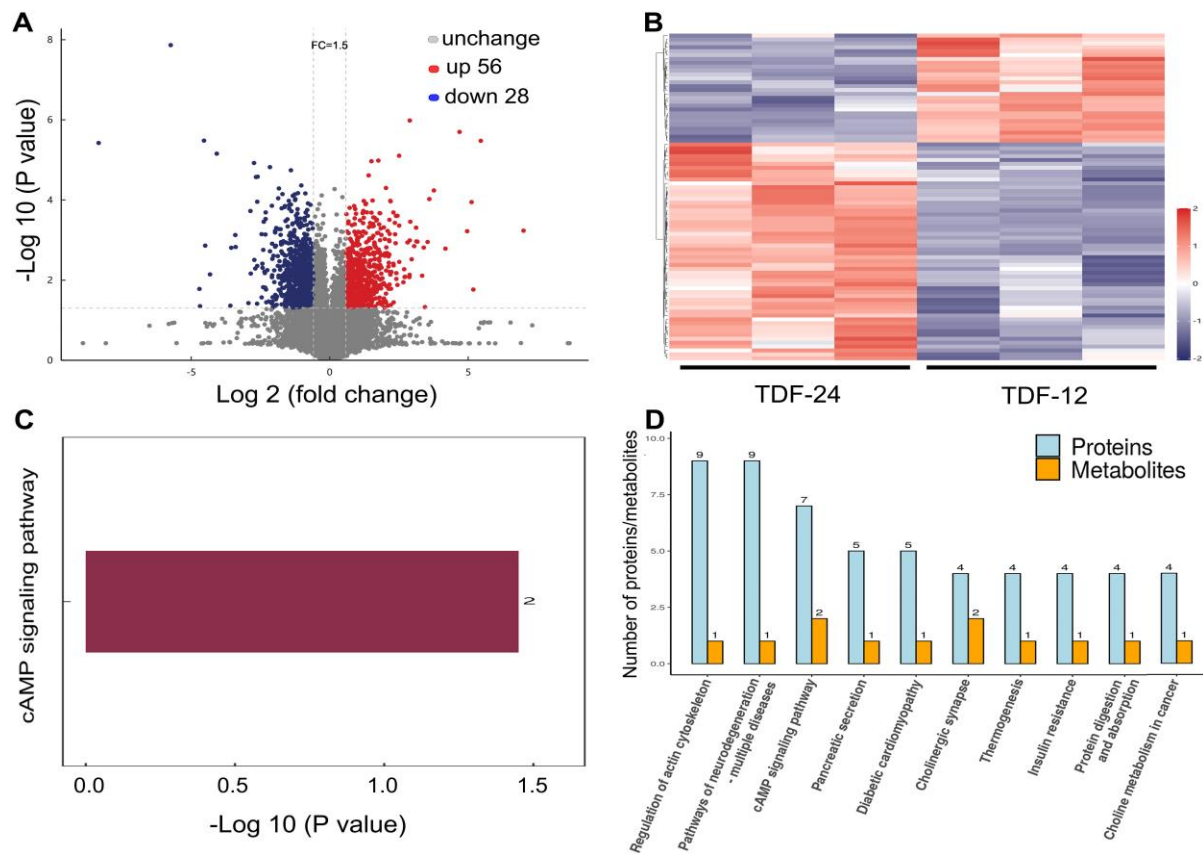 A
-Log 10 (P value)
8
6
4
2
0
FC=1.5
unchange
up 56
down 28
-5
0
5
Log 2 (fold change)
B
2
1
0
-1
-2
TDF-24
TDF-12
C
cAMP signaling pathway
2
0.0
0.5
1.0
1.5
-Log 10 (P value)
D
Number of proteins/metabolites
10.0
7.5
5.0
2.5
0.0
Proteins
Metabolites
9
1
9
1
7
2
5
1
5
1
4
2
4
1
4
1
4
1
4
1
Regulation of actin cytoskeleton
Pathways of neurodegeneration
- multiple diseases
cAMP signaling pathway
Pancreatic secretion
Diabetic cardiomyopathy
Cholinergic synapse
Thermogenesis
Insulin resistance
Protein digestion
and absorption
Choline metabolism in cancer